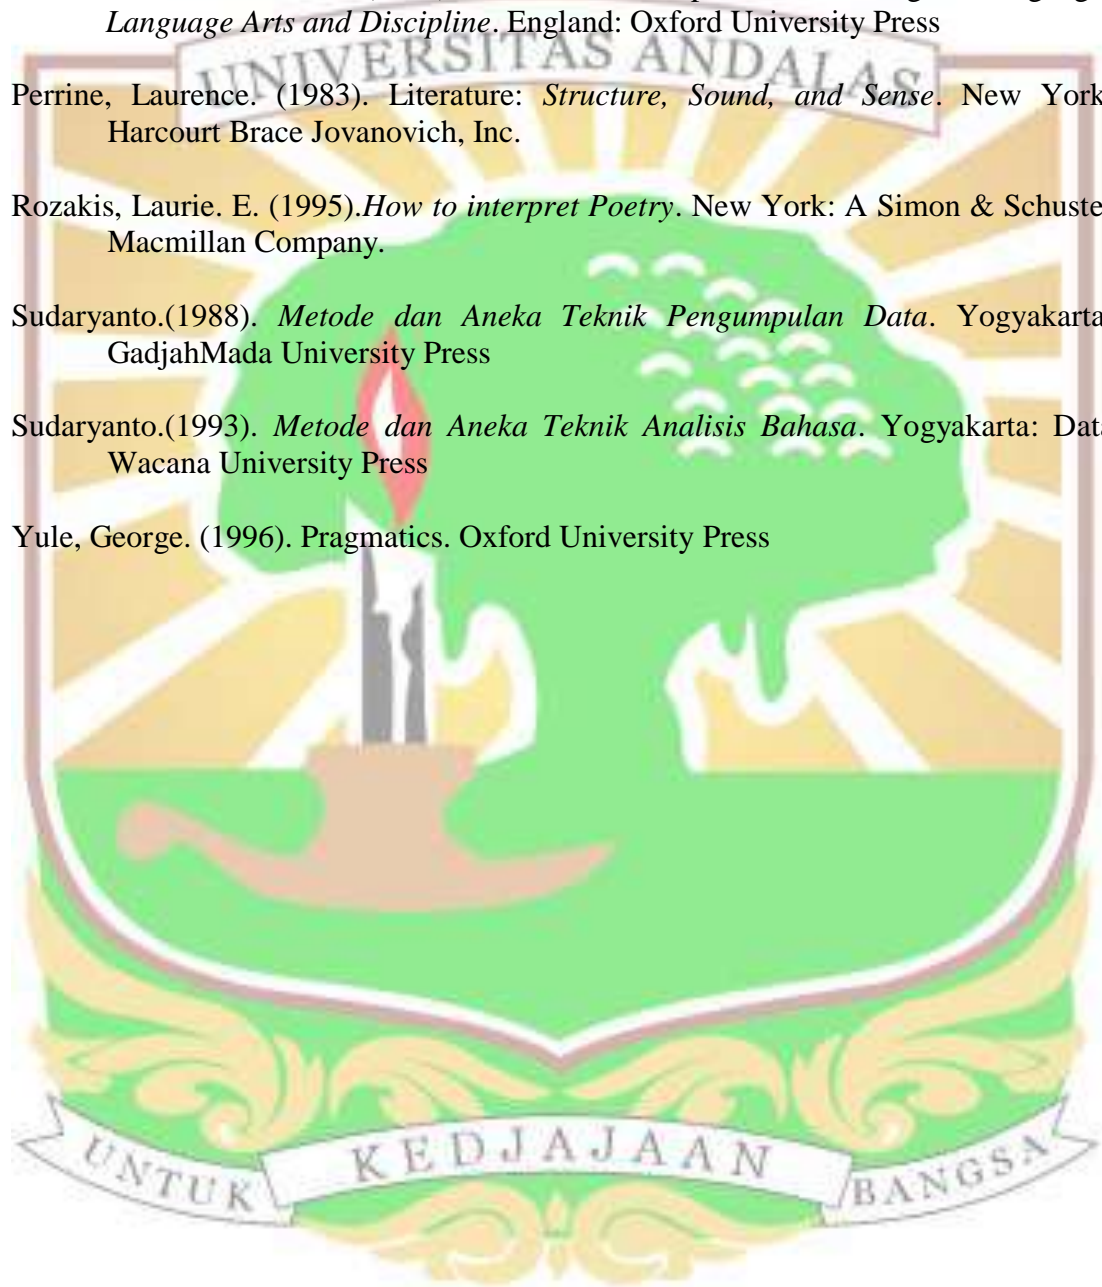 Language Arts and Discipline. England: Oxford University Press
UNIVERSITAS ANDALAS
Perrine, Laurence. (1983). Literature: Structure, Sound, and Sense. New York
Harcourt Brace Jovanovich, Inc.
Rozakis, Laurie. E. (1995).How to interpret Poetry. New York: A Simon & Schuste
Macmillan Company.
Sudaryanto.(1988). Metode dan Aneka Teknik Pengumpulan Data. Yogyakarta
GadjahMada University Press
Sudaryanto.(1993). Metode dan Aneka Teknik Analisis Bahasa. Yogyakarta: Data
Wacana University Press
Yule, George. (1996). Pragmatics. Oxford University Press
UNTUK KEDJAJAAN BANGSA